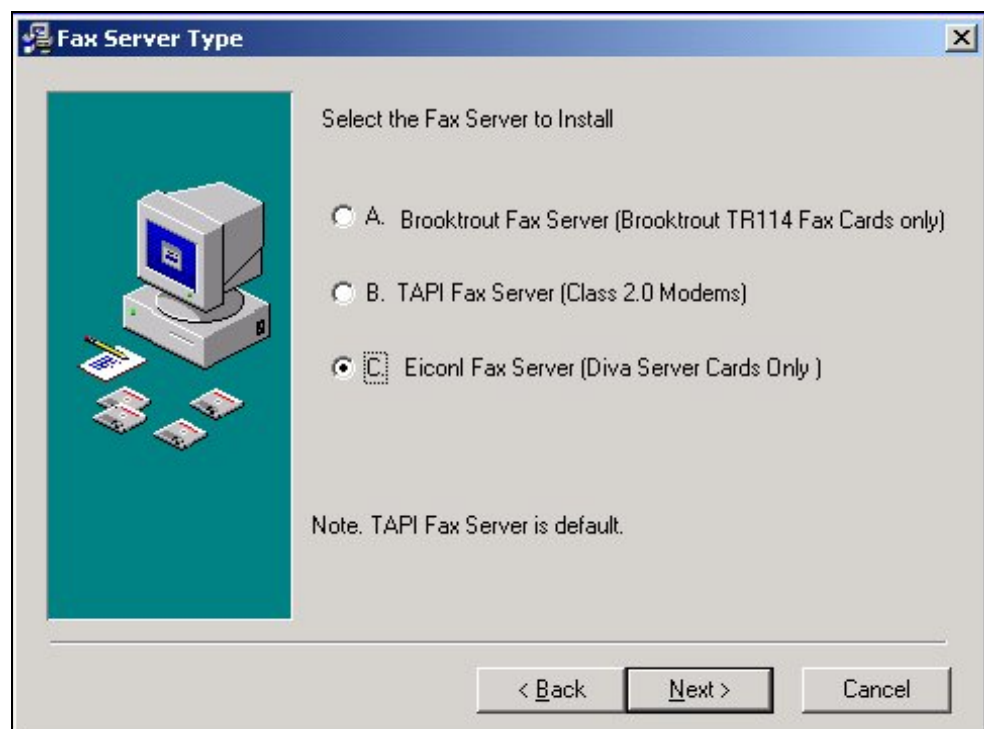 Fax Server Type
Select the Fax Server to Install
A. Brooktrout Fax Server (Brooktrout TR114 Fax Cards only)
B. TAPI Fax Server (Class 2.0 Modems)
C. Eiconl Fax Server (Diva Server Cards Only )
Note. TAPI Fax Server is default.
< Back Next > Cancel